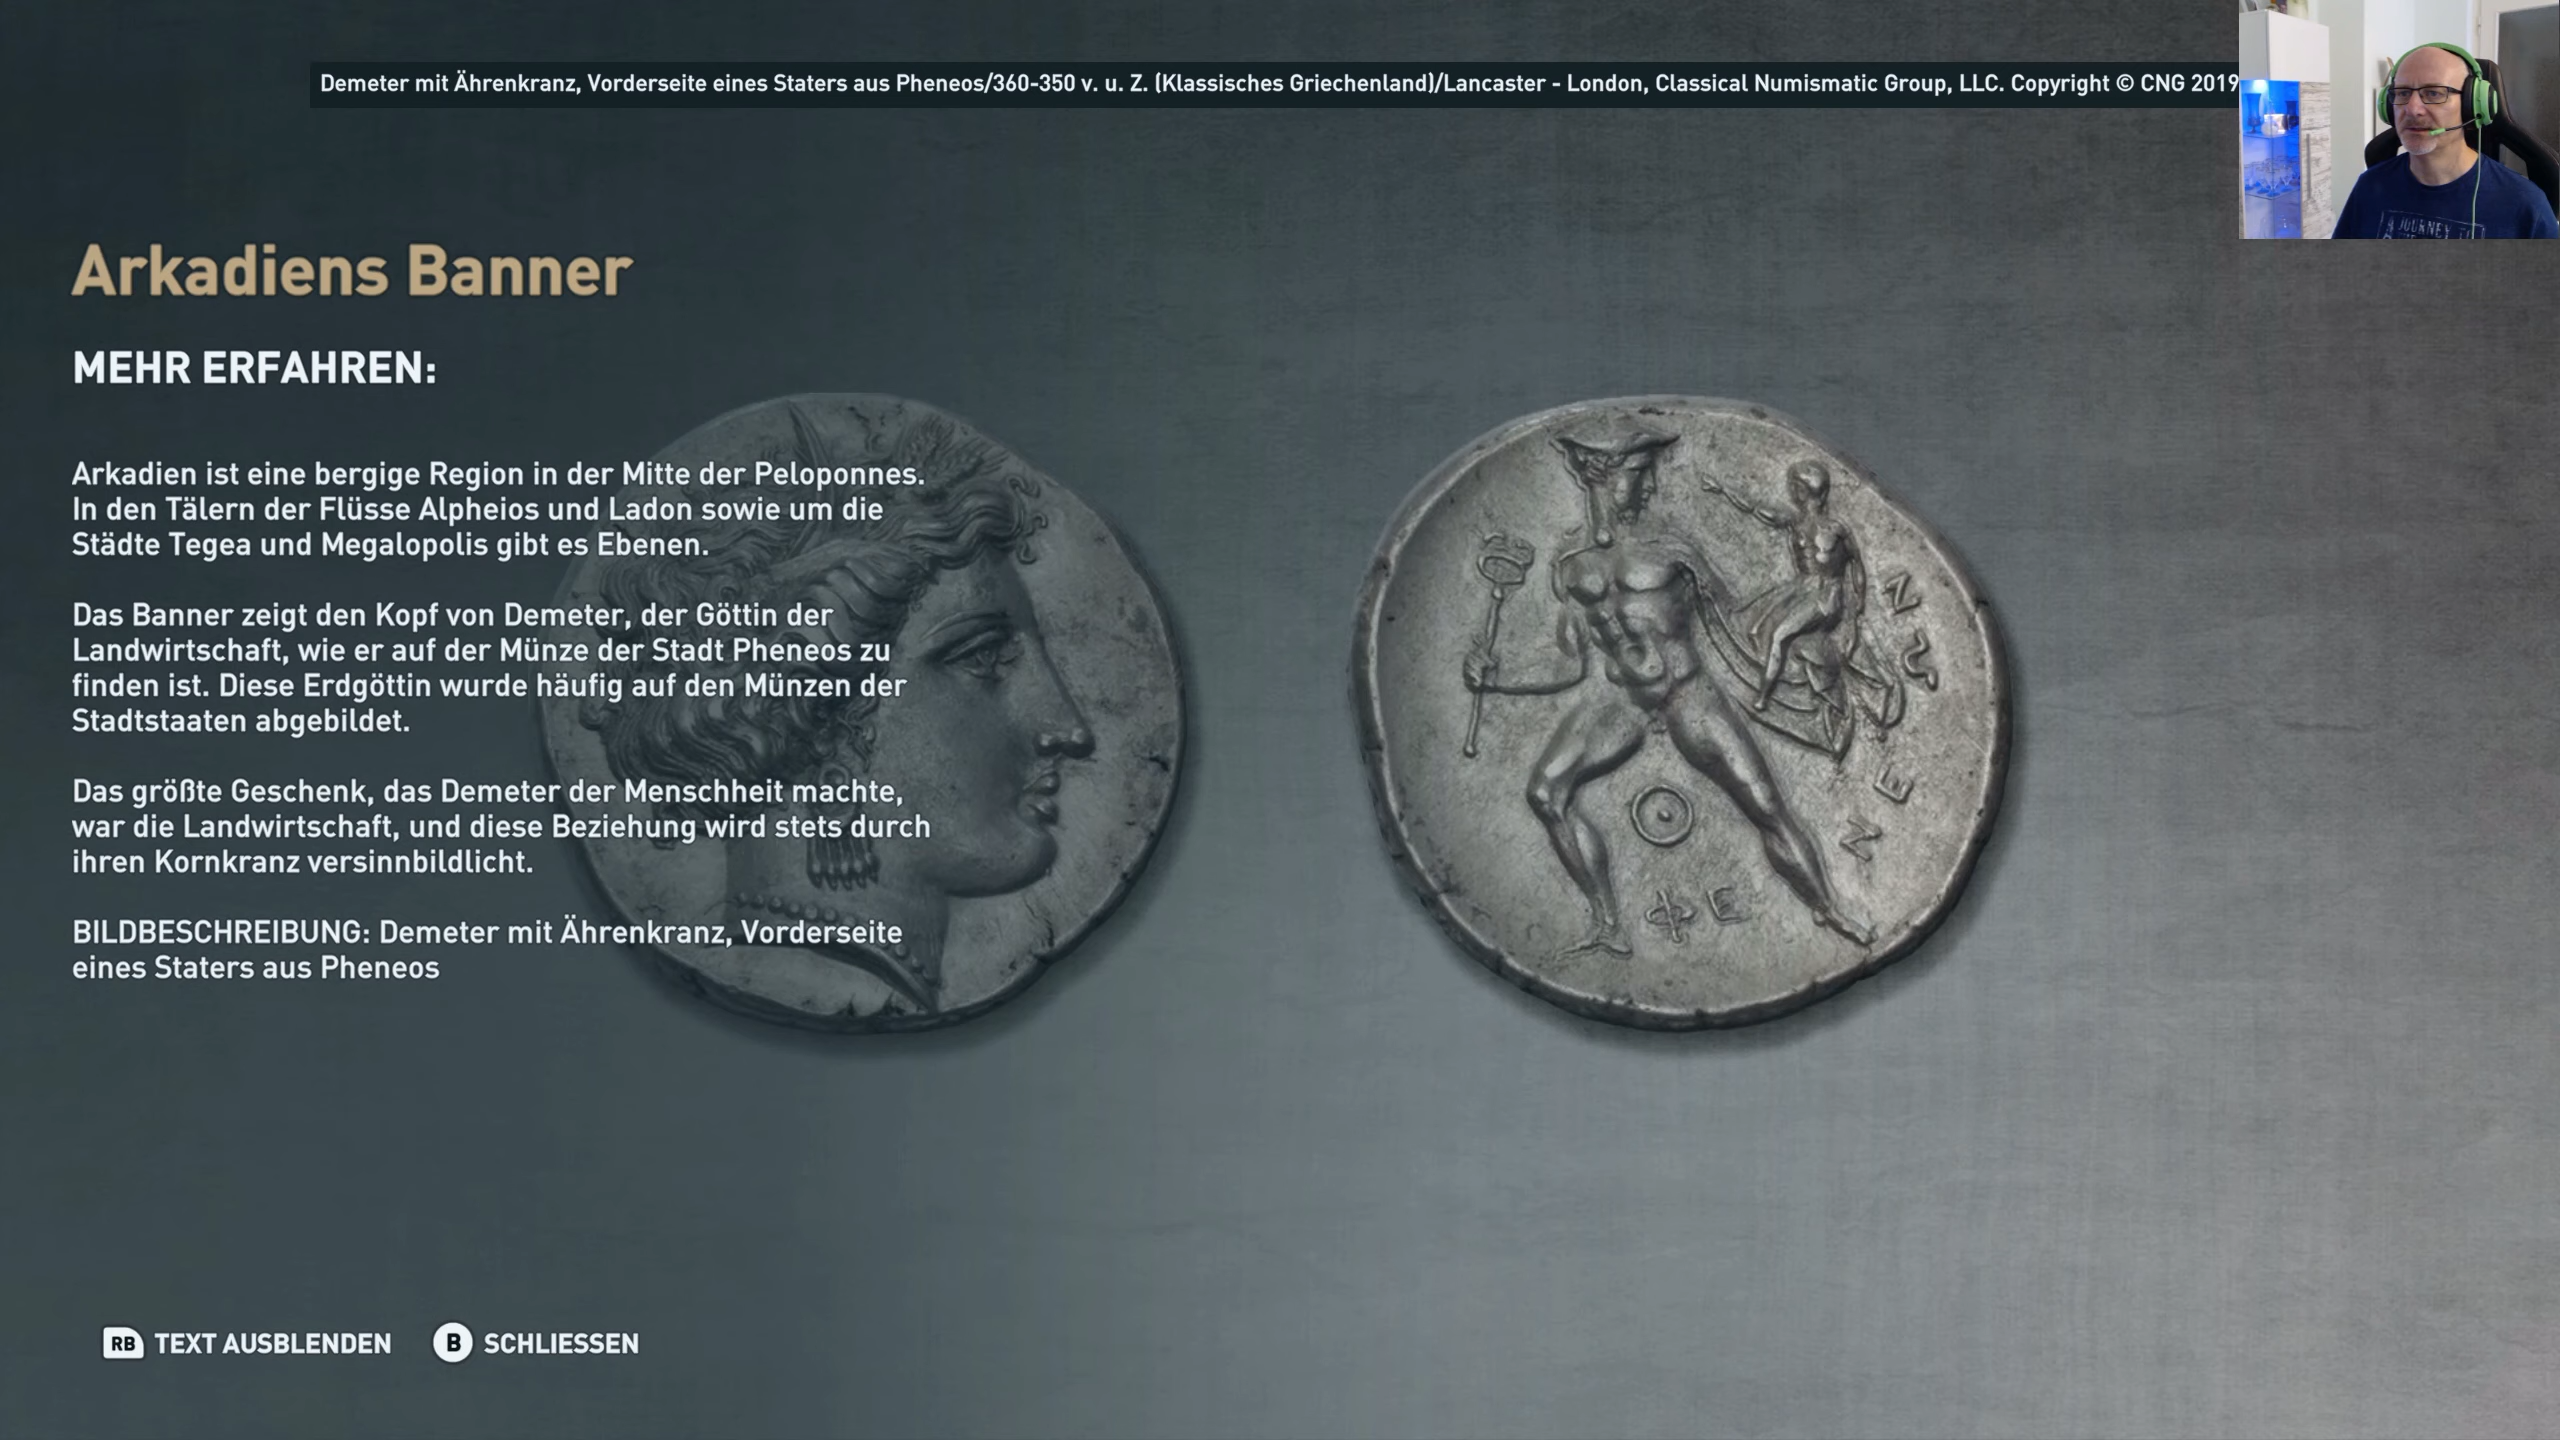 Demeter mit Ährenkranz, Vorderseite eines Staters aus Pheneos/360-350 v. u. Z. (Klassisches Griechenland)/Lancaster - London, Classical Numismatic Group, LLC. Copyright © CNG 2019
Arkadiens Banner
MEHR ERFAHREN:
Arkadien ist eine bergige Region in der Mitte der Peloponnes.
In den Tälern der Flüsse Alpheios und Ladon sowie um die
Städte Tegea und Megalopolis gibt es Ebenen.
Das Banner zeigt den Kopf von Demeter, der Göttin der
Landwirtschaft, wie er auf der Münze der Stadt Pheneos zu
finden ist. Diese Erdgöttin wurde häufig auf den Münzen der
Stadtstaaten abgebildet.
Das größte Geschenk, das Demeter der Menschheit machte,
war die Landwirtschaft, und diese Beziehung wird stets durch
ihren Kornkranz versinnbildlicht.
BILDBESCHREIBUNG: Demeter mit Ährenkranz, Vorderseite
eines Staters aus Pheneos
ΦΕ
RB TEXT AUSBLENDEN B SCHLIESSEN
A JOURNEY TO